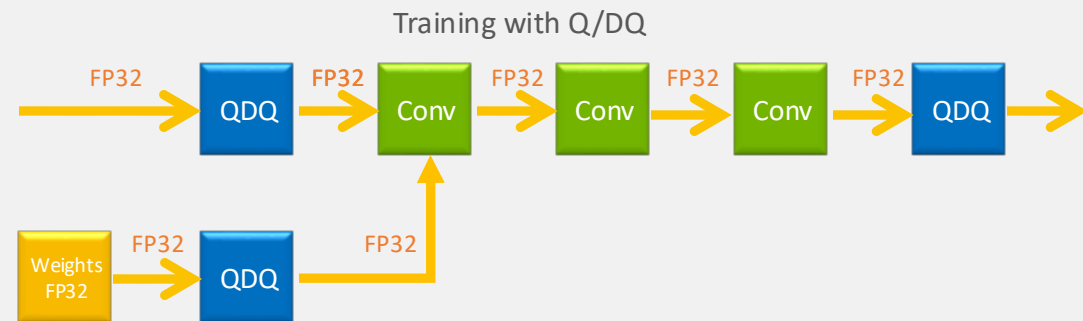 Training with Q/DQ
FP32
FP32
FP32
FP32
FP32
QDQ
Conv
Conv
Conv
QDQ
FP32
FP32
Weights
FP32
QDQ